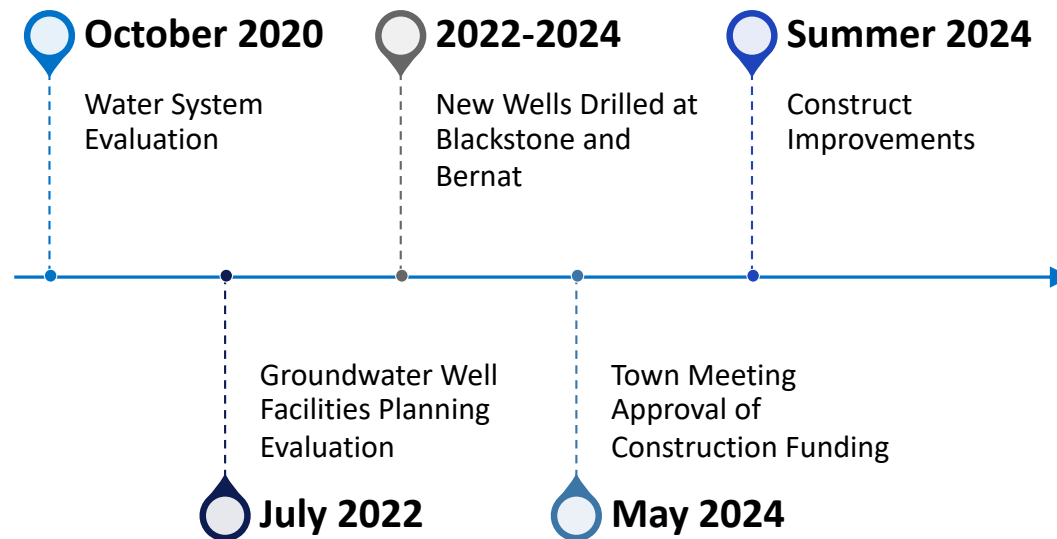 October 2020
Water System
Evaluation
2022-2024
New Wells Drilled at
Blackstone and
Bernat
Summer 2024
Construct
Improvements
Groundwater Well
Facilities Planning
Evaluation
July 2022
Town Meeting
Approval of
Construction Funding
May 2024